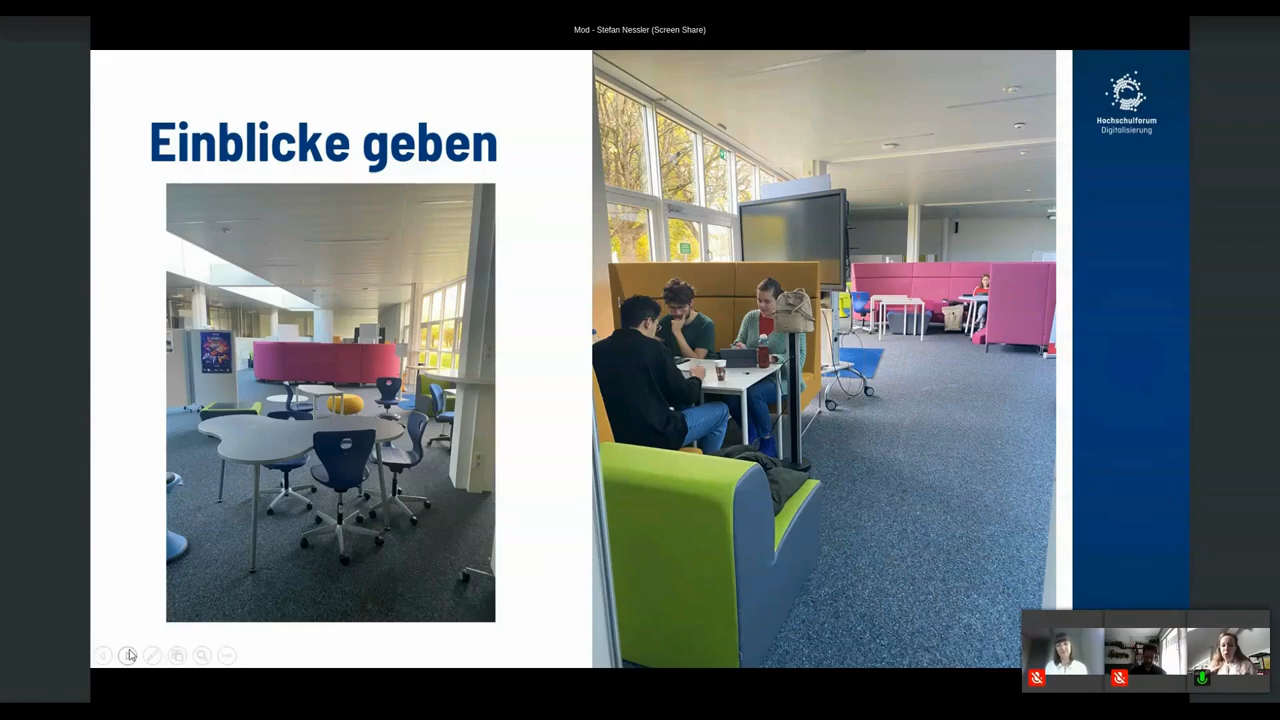 Mod - Stefan Nessler (Screen Share)
Einblicke geben
Hochschulforum
Digitalisierung